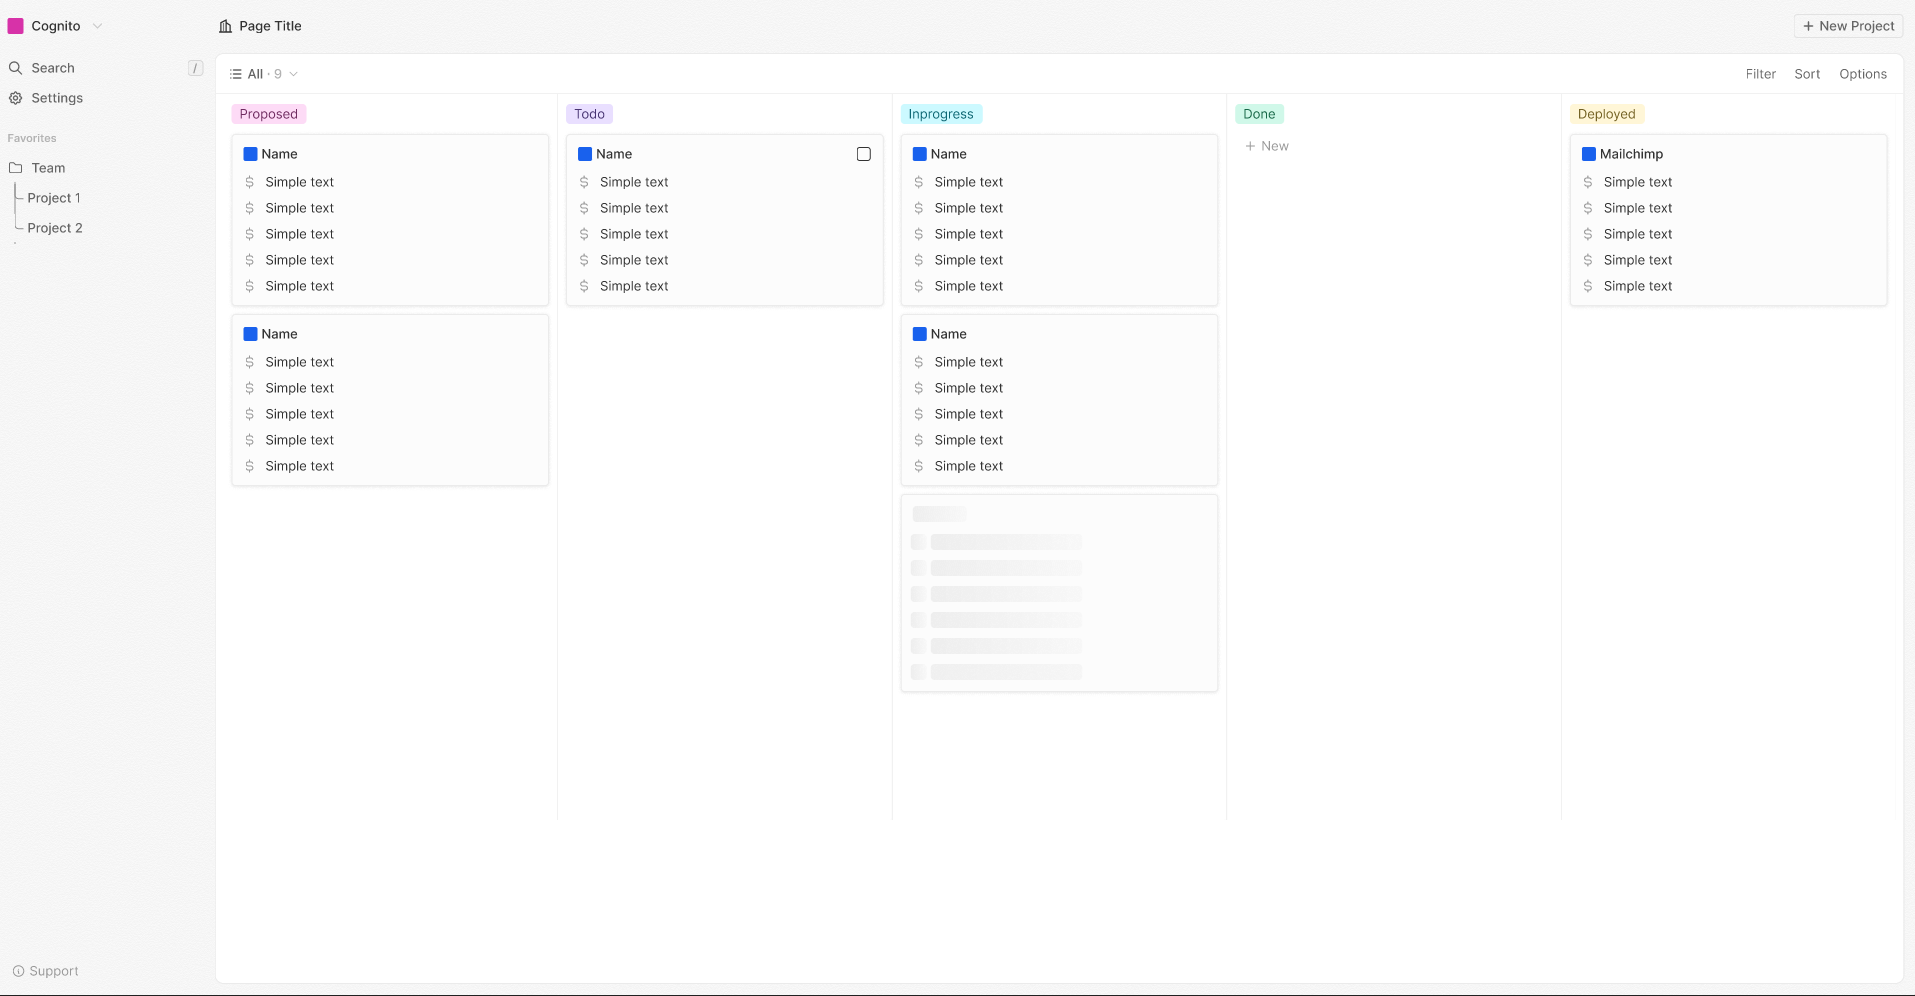 Cognito
Search /
Settings
Favorites
Team
Project 1
Project 2
Support
Page Title
+ New Project
All · 9
Filter Sort Options
Proposed
Name
$ Simple text
$ Simple text
$ Simple text
$ Simple text
$ Simple text
Name
$ Simple text
$ Simple text
$ Simple text
$ Simple text
$ Simple text
Todo
Name
$ Simple text
$ Simple text
$ Simple text
$ Simple text
$ Simple text
Inprogress
Name
$ Simple text
$ Simple text
$ Simple text
$ Simple text
$ Simple text
Name
$ Simple text
$ Simple text
$ Simple text
$ Simple text
$ Simple text
Done
+ New
Deployed
Mailchimp
$ Simple text
$ Simple text
$ Simple text
$ Simple text
$ Simple text